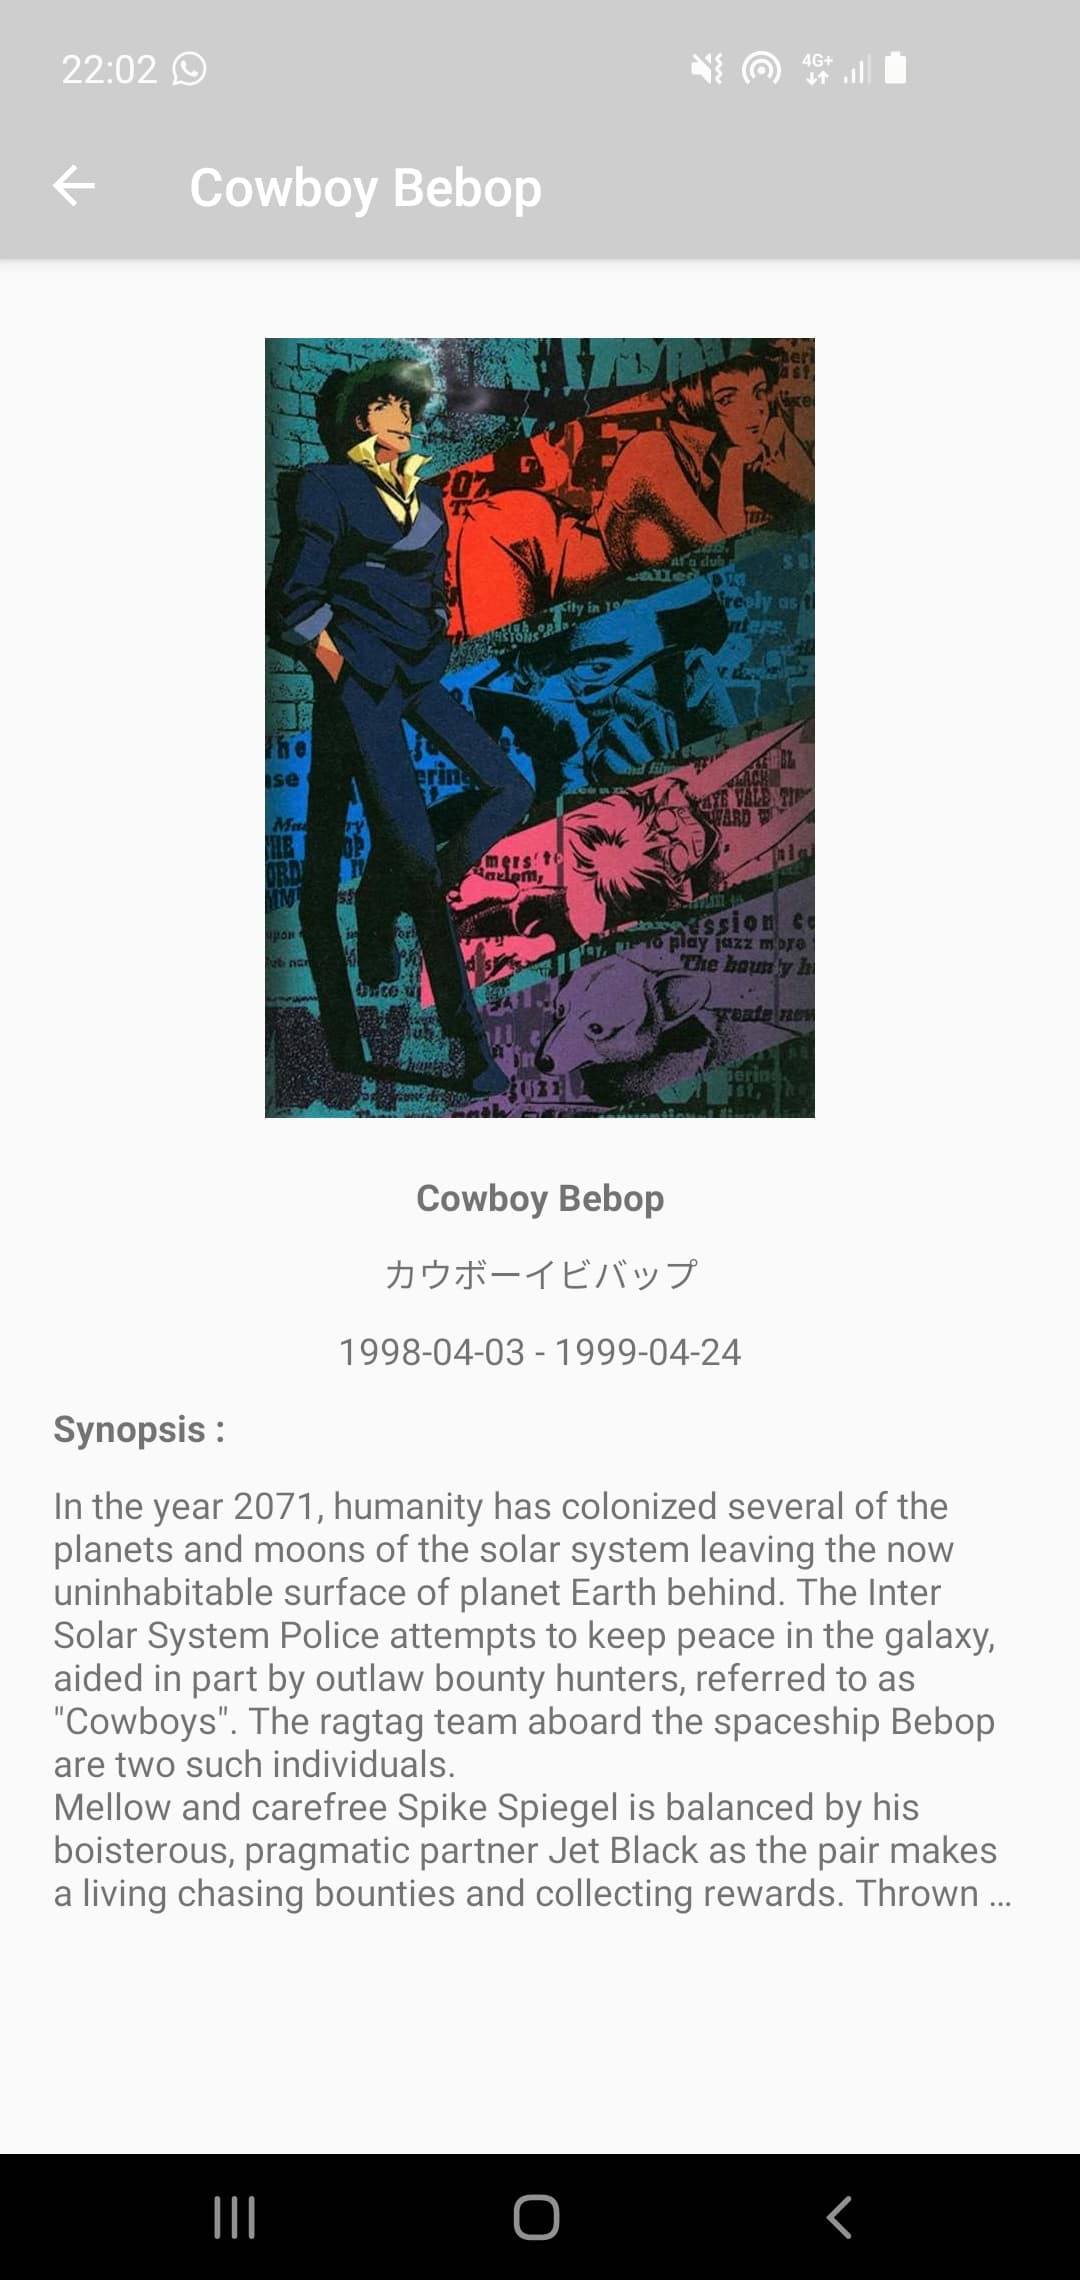 22:02
4G+
Cowboy Bebop
Cowboy Bebop
カウボーイビバップ
1998-04-03 - 1999-04-24
Synopsis :
In the year 2071, humanity has colonized several of the
planets and moons of the solar system leaving the now
uninhabitable surface of planet Earth behind. The Inter
Solar System Police attempts to keep peace in the galaxy,
aided in part by outlaw bounty hunters, referred to as
"Cowboys". The ragtag team aboard the spaceship Bebop
are two such individuals.
Mellow and carefree Spike Spiegel is balanced by his
boisterous, pragmatic partner Jet Black as the pair makes
a living chasing bounties and collecting rewards. Thrown ...